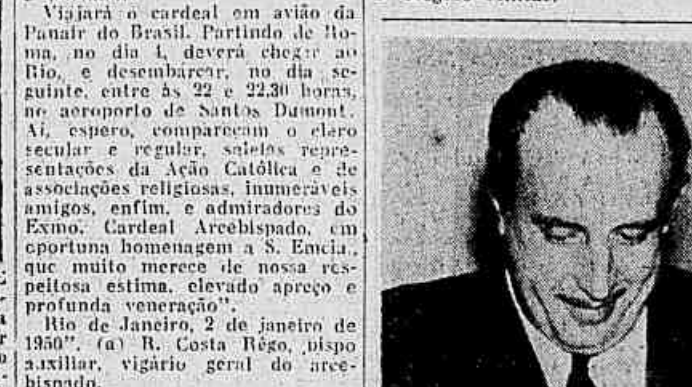 Viajará o cardeal em avião da
Panair do Brasil. Partindo de Ro-
ma, no dia 4, deverá chegar ao
Rio, e desembarcar, no dia se-
guinte, entre às 22 e 22,30 horas,
no aeroporto de Santos Dumont.
Aí, espero, compareçam o clero
secular e regular, seletas repre-
sentações da Ação Católica e de
associações religiosas, inumeráveis
amigos, enfim, e admiradores do
Exmo. Cardeal Arcebispado, em
oportuna homenagem a S. Emcia.,
que muito merece de nossa res-
peitosa estima, elevado apreço e
profunda veneração".
Rio de Janeiro, 2 de janeiro de
1950", (a) R. Costa Rêgo, bispo
auxiliar, vigário geral do arce-
bispado.